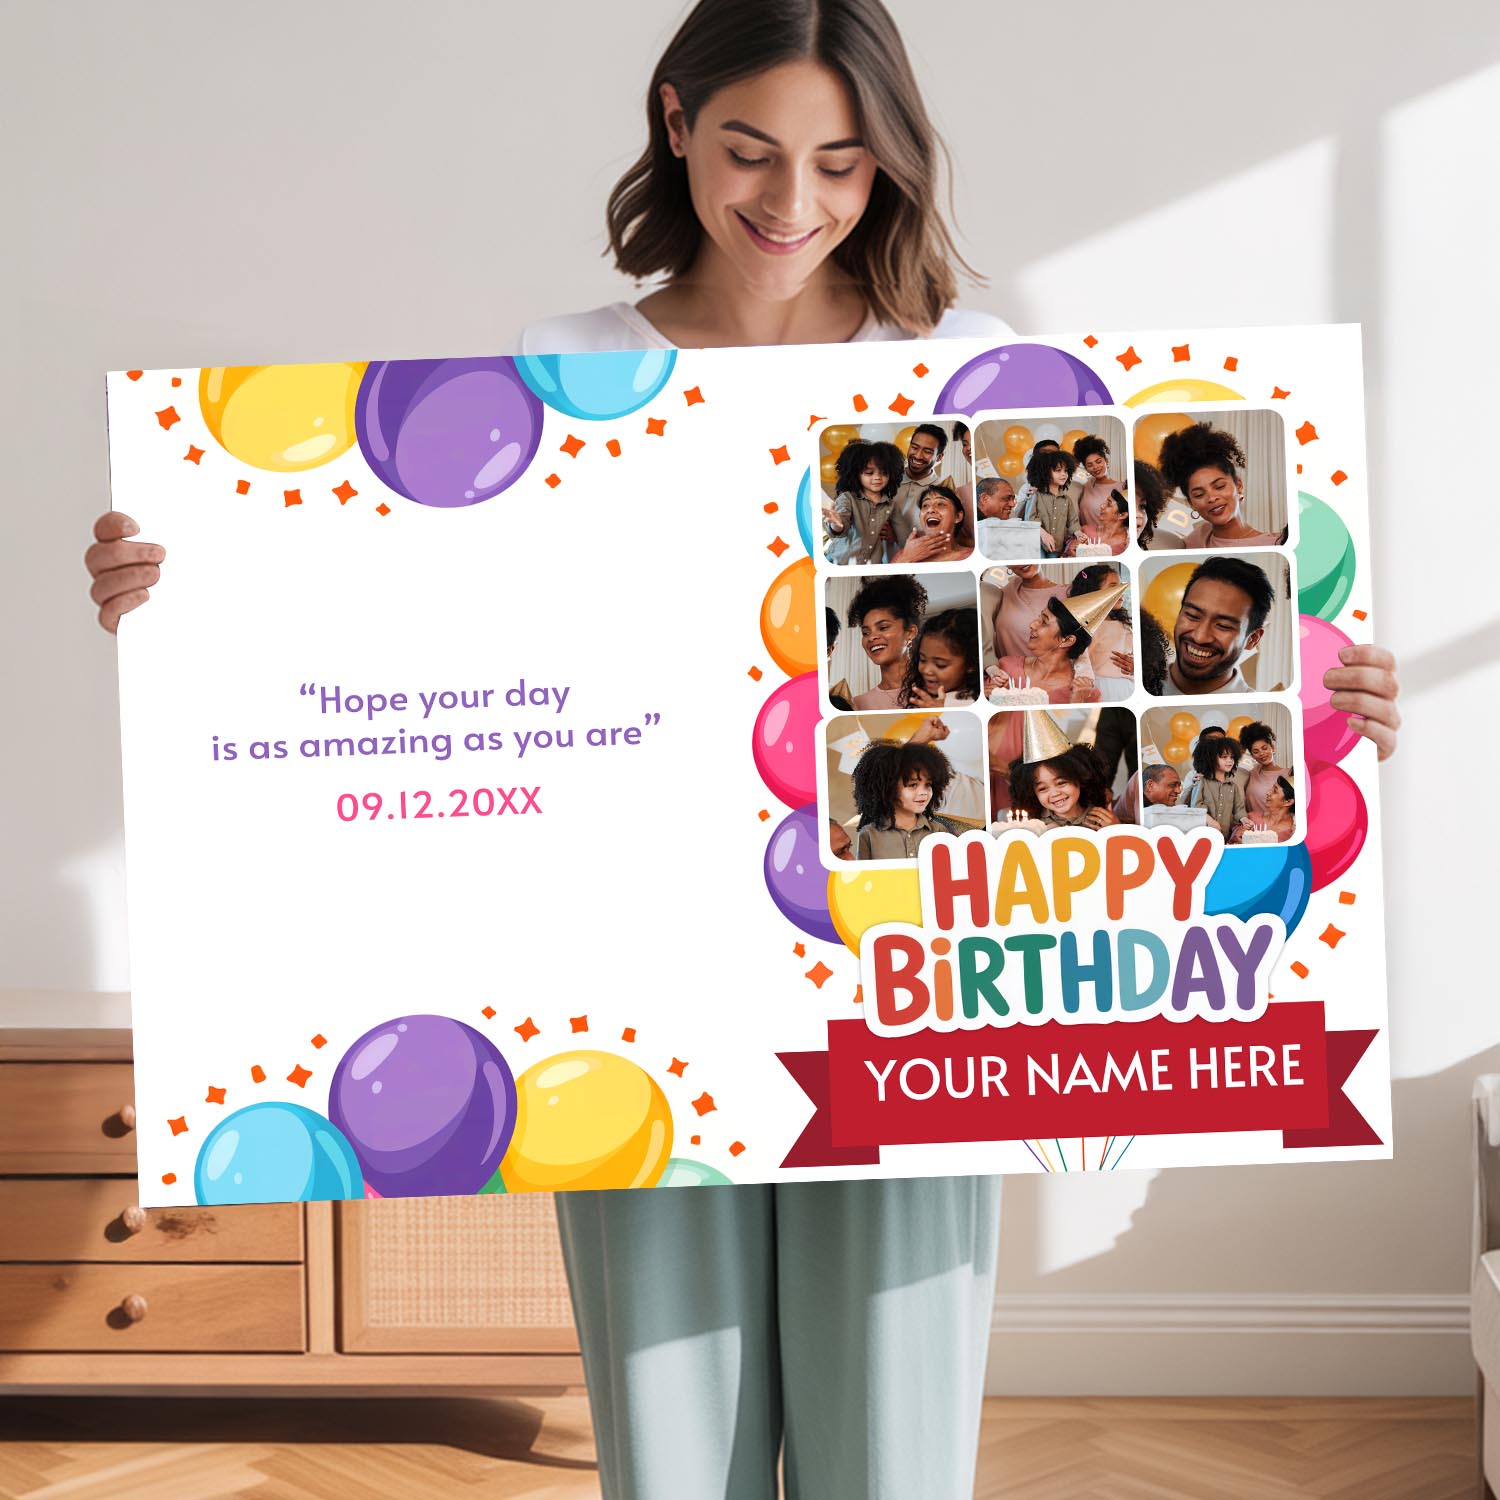 “Hope your day
is as amazing as you are”
09.12.20XX
HAPPY
BiRTHDAY
YOUR NAME HERE